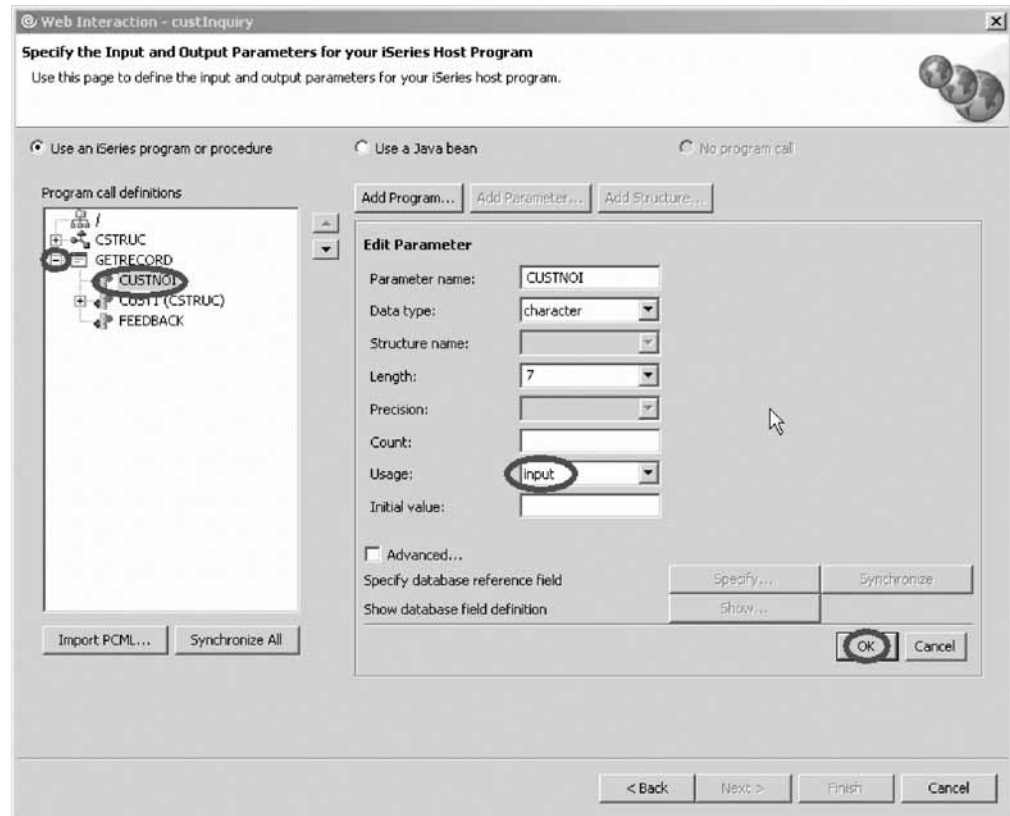 Web Interaction - custInquiry
Specify the Input and Output Parameters for your iSeries Host Program
Use this page to define the input and output parameters for your iSeries host program.
Use an iSeries program or procedure
Use a Java bean
No program call
Program call definitions
/
CSTRUC
GETRECORD
CUSTNOI
CUSTI (CSTRUC)
FEEDBACK
Import PCML...
Synchronize All
Add Program...
Add Parameter...
Add Structure...
Edit Parameter
Parameter name: CUSTNOI
Data type: character
Structure name:
Length: 7
Precision:
Count:
Usage: input
Initial value:
Advanced...
Specify database reference field Specify... Synchronize
Show database field definition Show...
OK Cancel
< Back Next > Finish Cancel